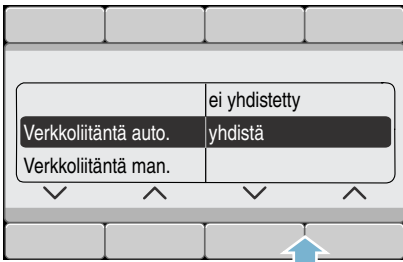 ei yhdistetty
Verkkoliitäntä auto. yhdistä
Verkkoliitäntä man.